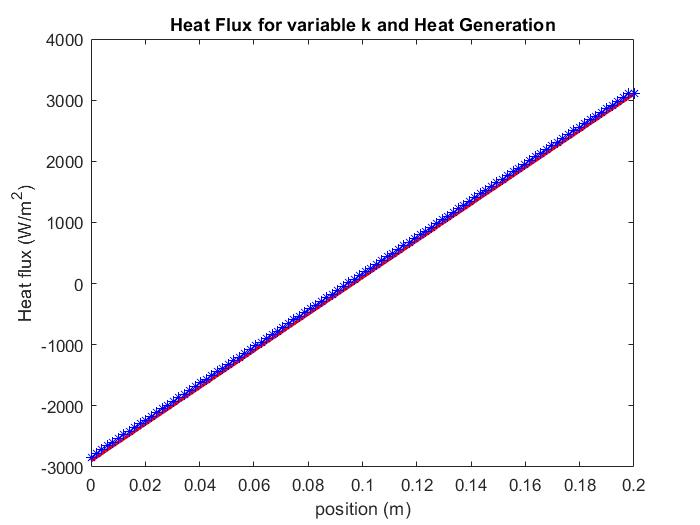 Heat Flux for variable k and Heat Generation
4000
3000
2000
1000
0
-1000
-2000
-3000
Heat flux (W/m²)
0 0.02 0.04 0.06 0.08 0.1 0.12 0.14 0.16 0.18 0.2
position (m)